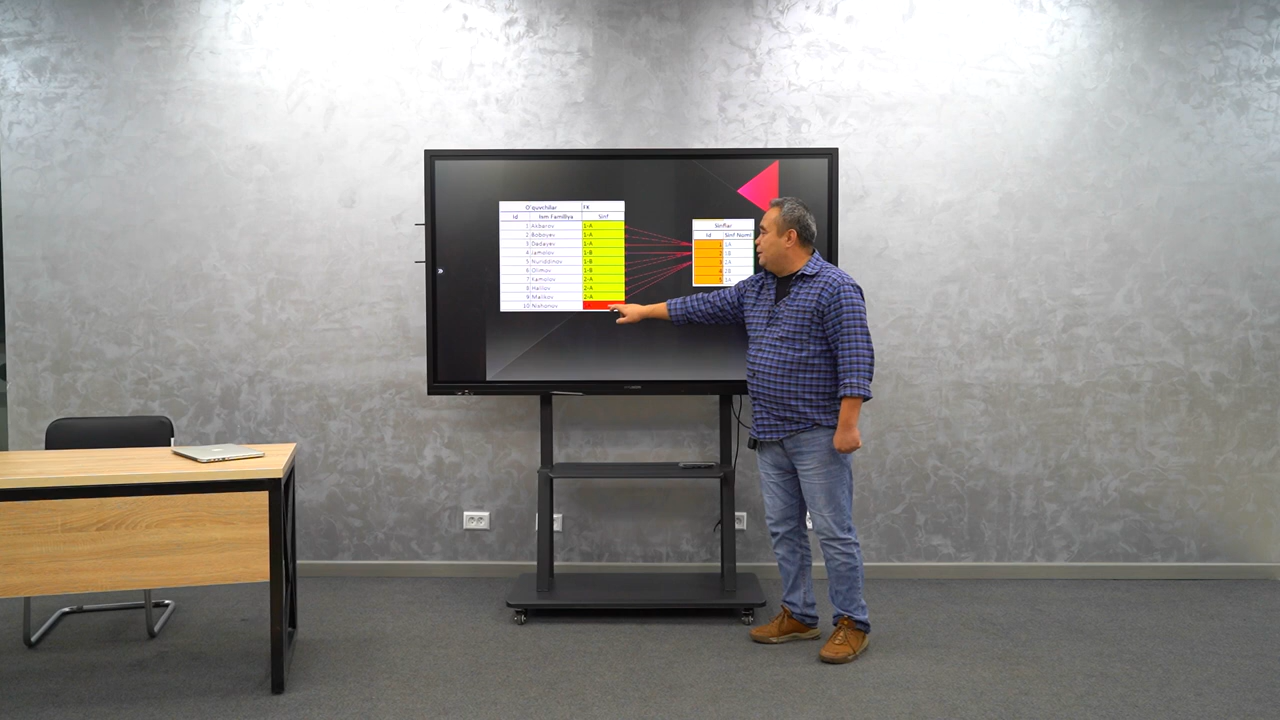 O'quvchilar FK
Id Ism Familiya Sinf
1 Akbarov 1-A
2 Boboyev 1-A
3 Dadayev 1-A
4 Jamolov 1-B
5 Nuriddinov 1-B
6 Olimov 1-B
7 Kamolov 2-A
8 Halilov 2-A
9 Malikov 2-A
10 Nishonov
Sinflar
Id Sinf Nomi
1 1A
2 1B
3 2A
4 2B
5